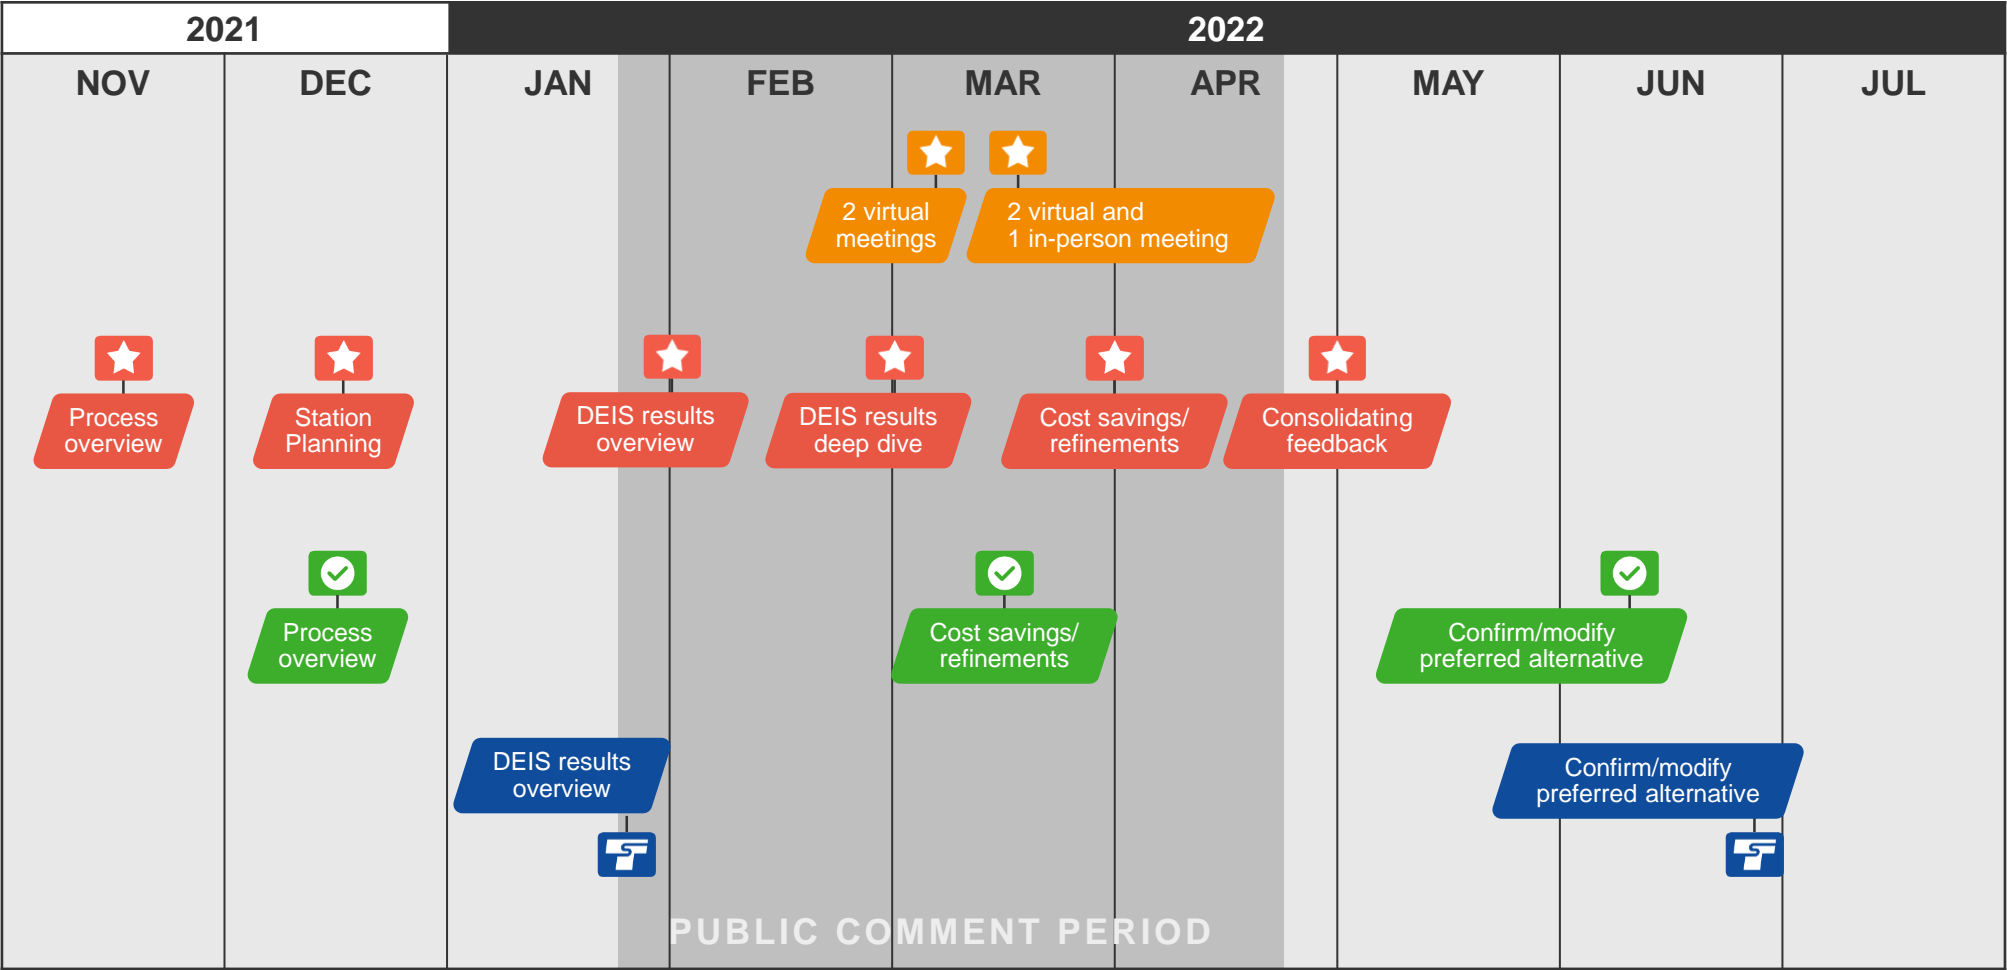 2021
2022
NOV
DEC
JAN
FEB
MAR
APR
MAY
JUN
JUL
2 virtual
meetings
2 virtual and
1 in-person meeting
Process
overview
Station
Planning
DEIS results
overview
DEIS results
deep dive
Cost savings/
refinements
Consolidating
feedback
Process
overview
Cost savings/
refinements
Confirm/modify
preferred alternative
DEIS results
overview
Confirm/modify
preferred alternative
PUBLIC COMMENT PERIOD